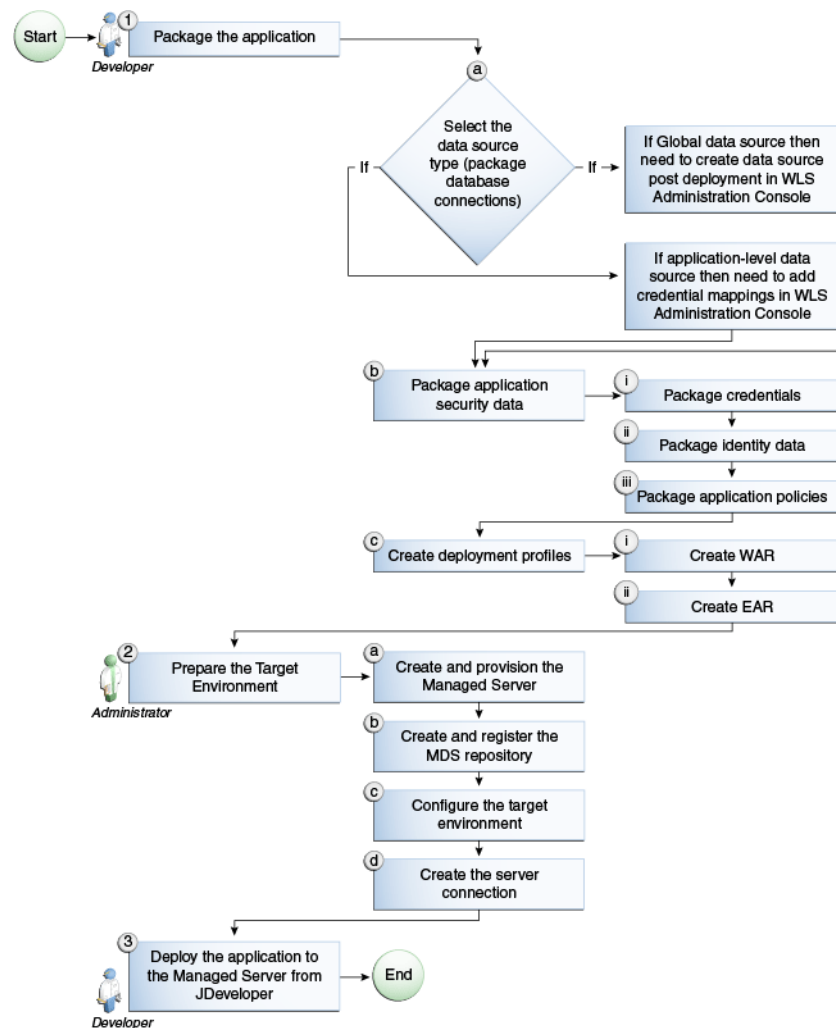 Start
1
Package the application
Developer
a
Select the
data source
type (package
database
connections)
If
If
If Global data source then
need to create data source
post deployment in WLS
Administration Console
If application-level data
source then need to add
credential mappings in WLS
Administration Console
b
Package application
security data
i
Package credentials
ii
Package identity data
iii
Package application policies
c
Create deployment profiles
i
Create WAR
ii
Create EAR
2
Prepare the Target
Environment
Administrator
a
Create and provision the
Managed Server
b
Create and register the
MDS repository
c
Configure the target
environment
d
Create the server
connection
3
Deploy the application to
the Managed Server from
JDeveloper
Developer
End